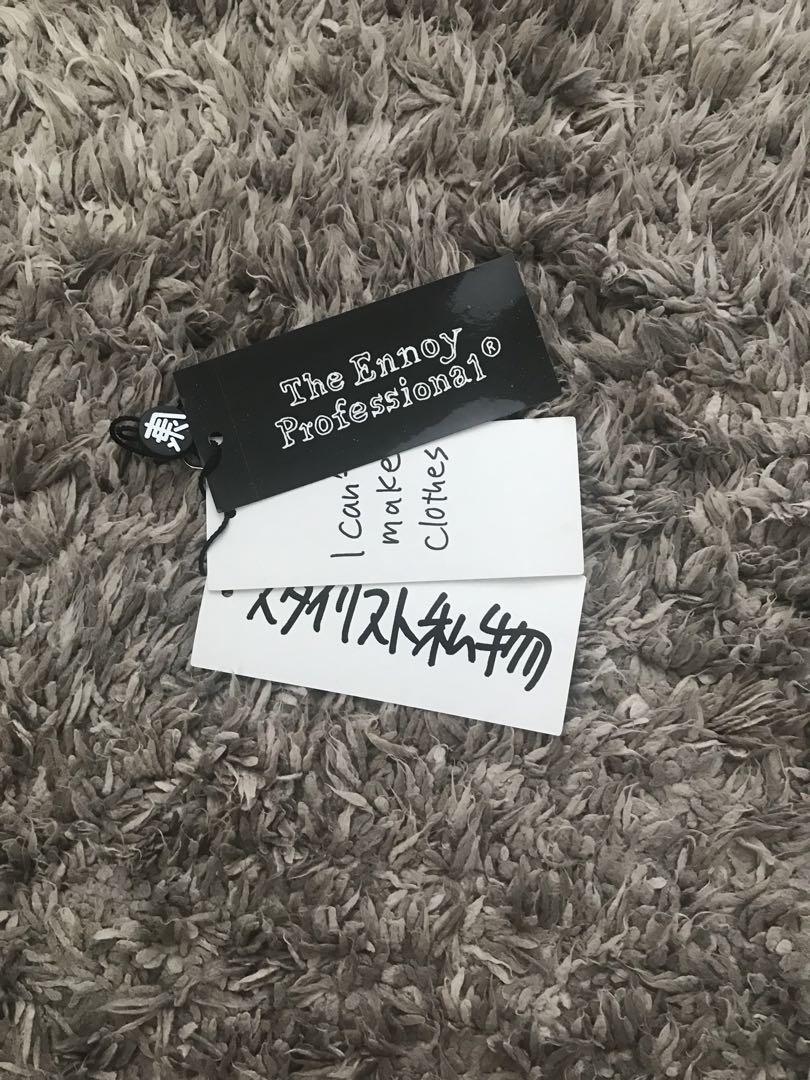 The Ennoy
Professional®
I can
make
clothes
スタイリスト私物